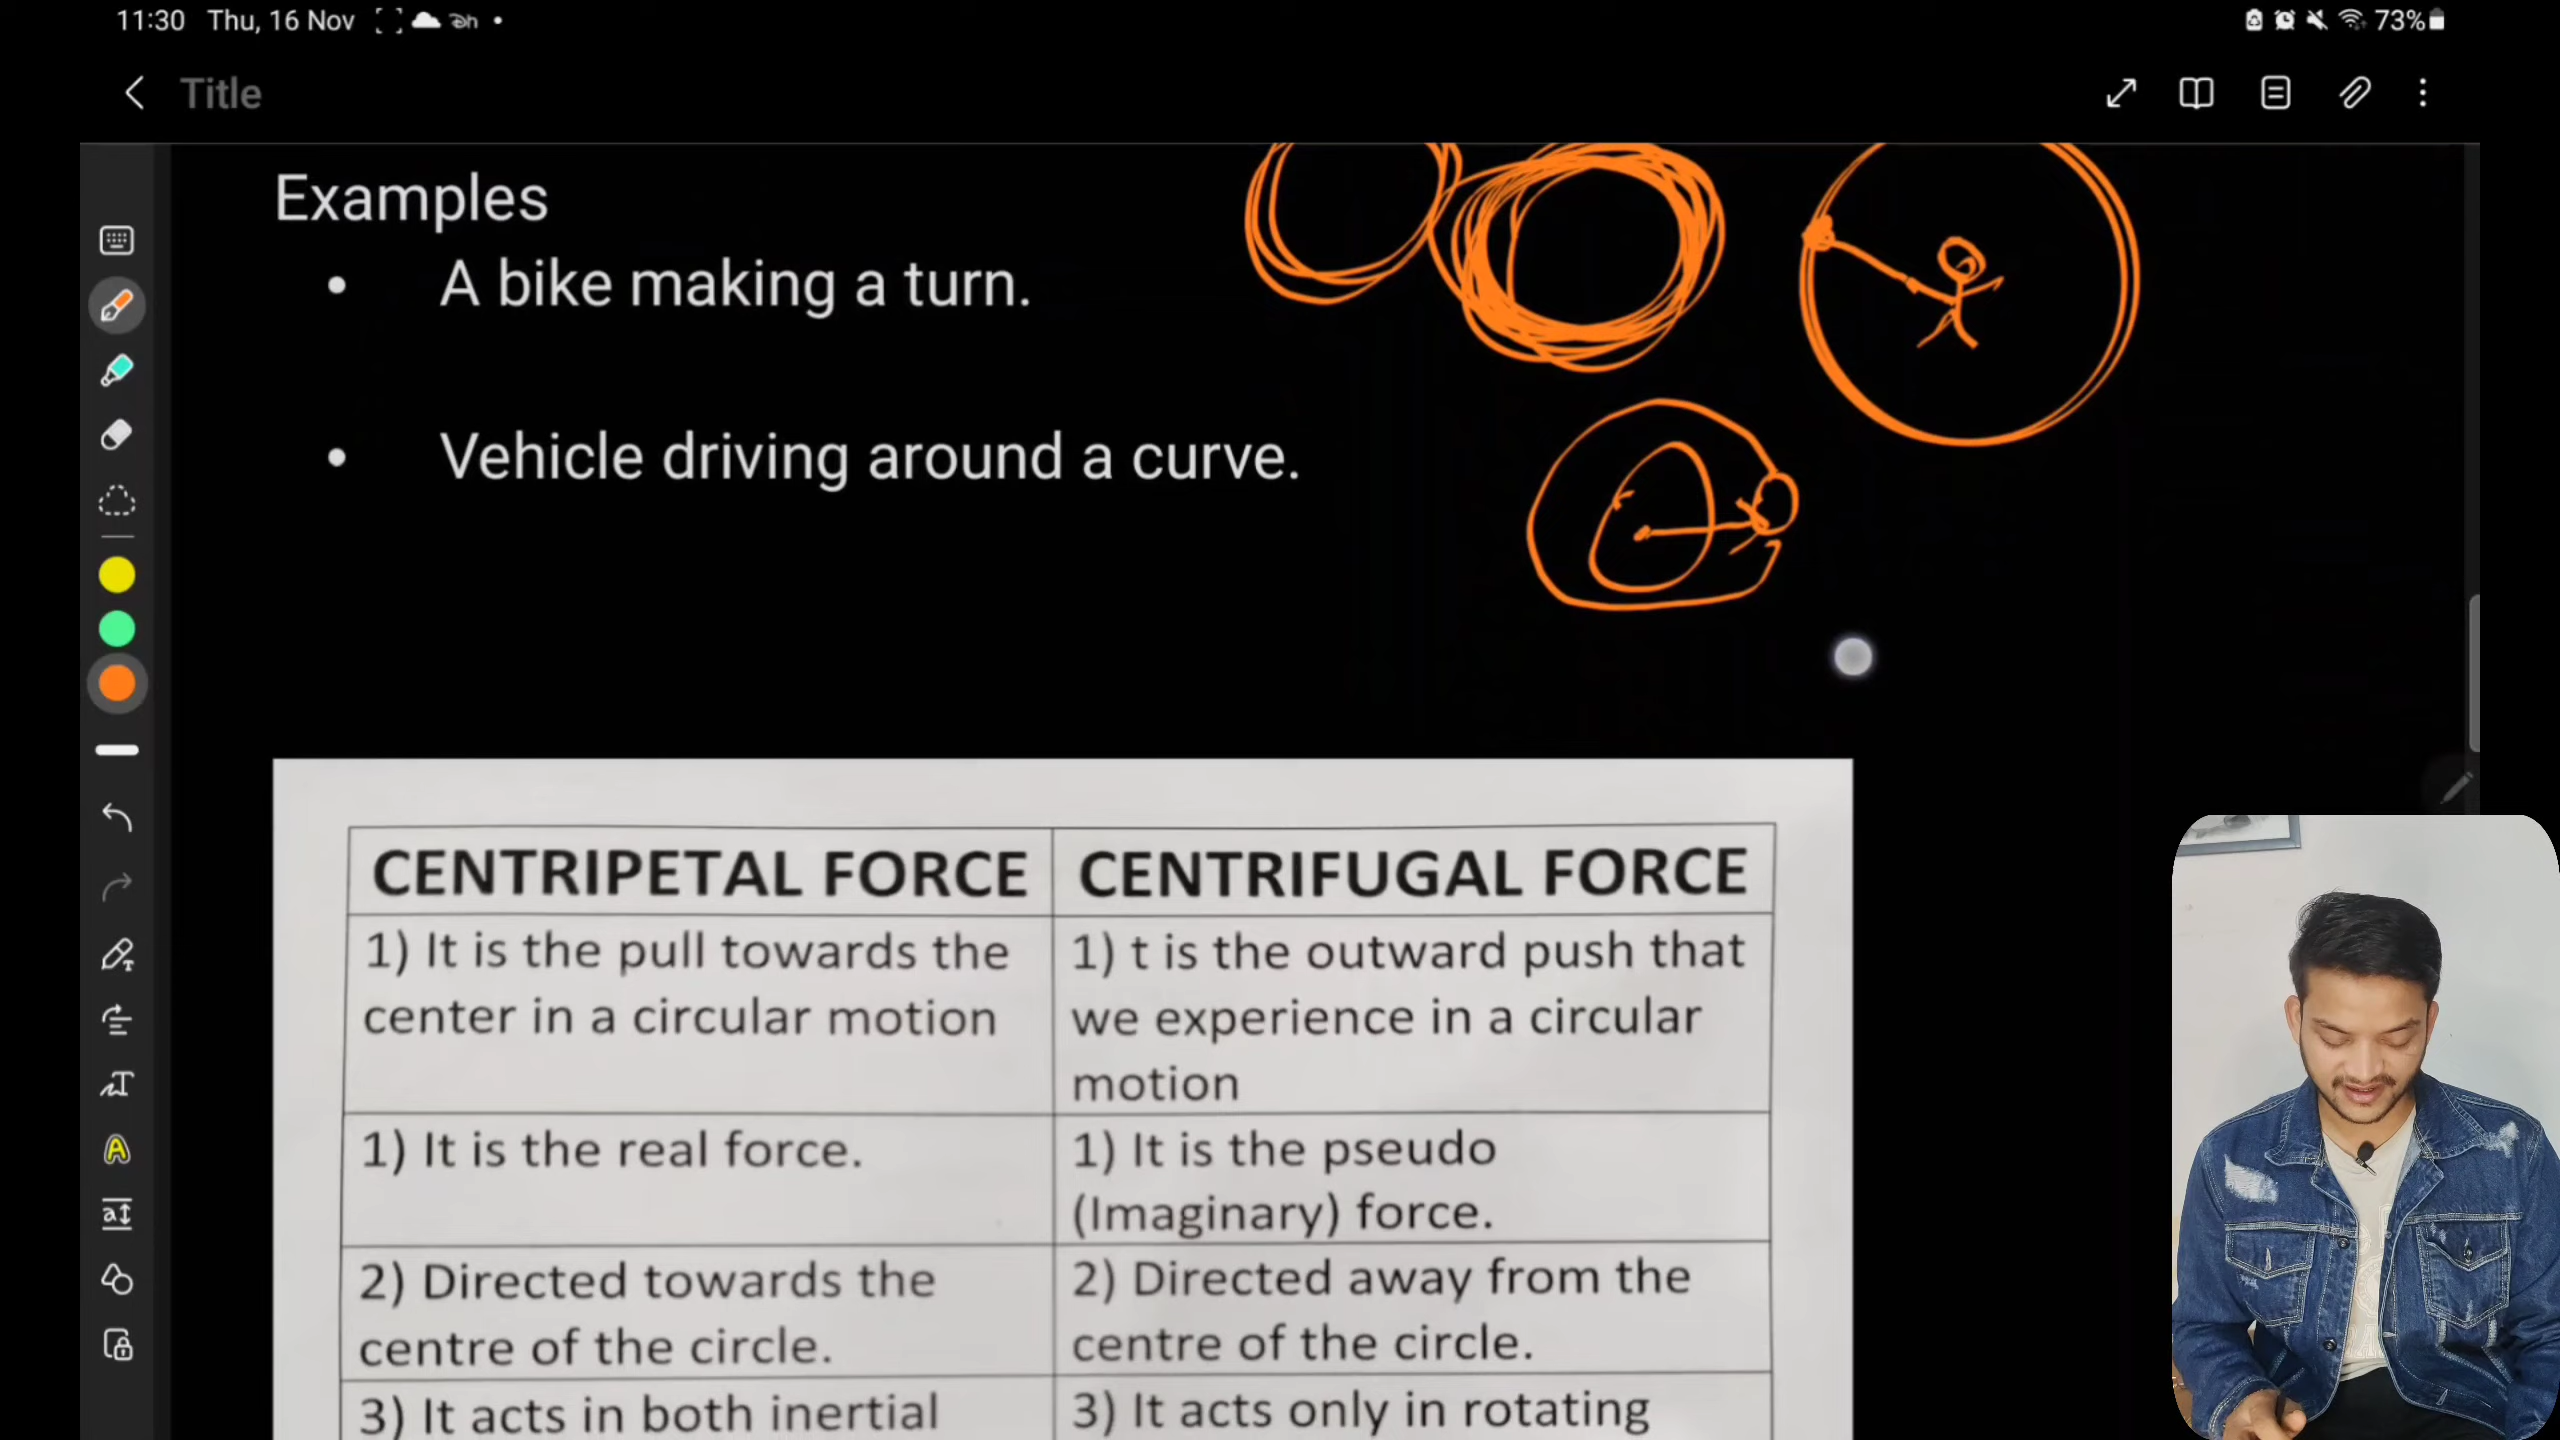 11:30 Thu, 16 Nov
73%
Title
Examples
• A bike making a turn.
• Vehicle driving around a curve.
CENTRIPETAL FORCE
CENTRIFUGAL FORCE
1) It is the pull towards the
center in a circular motion
1) t is the outward push that
we experience in a circular
motion
1) It is the real force.
1) It is the pseudo
(Imaginary) force.
2) Directed towards the
centre of the circle.
2) Directed away from the
centre of the circle.
3) It acts in both inertial
3) It acts only in rotating